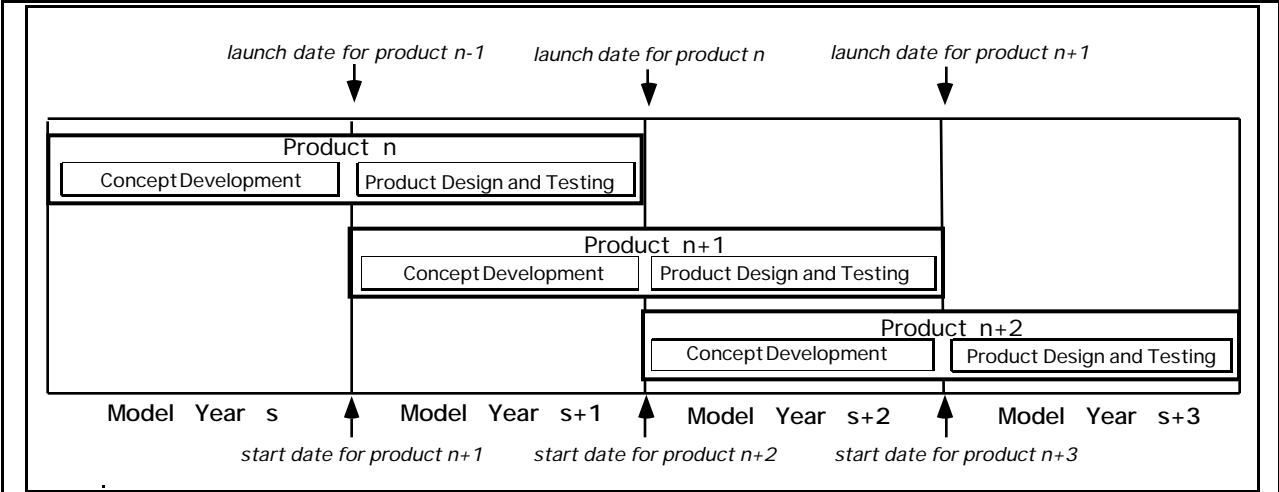 launch date for product n-1
launch date for product n
launch date for product n+1
Product n
Concept Development
Product Design and Testing
Product n+1
Concept Development
Product Design and Testing
Product n+2
Concept Development
Product Design and Testing
Model Year s
Model Year s+1
Model Year s+2
Model Year s+3
start date for product n+1
start date for product n+2
start date for product n+3